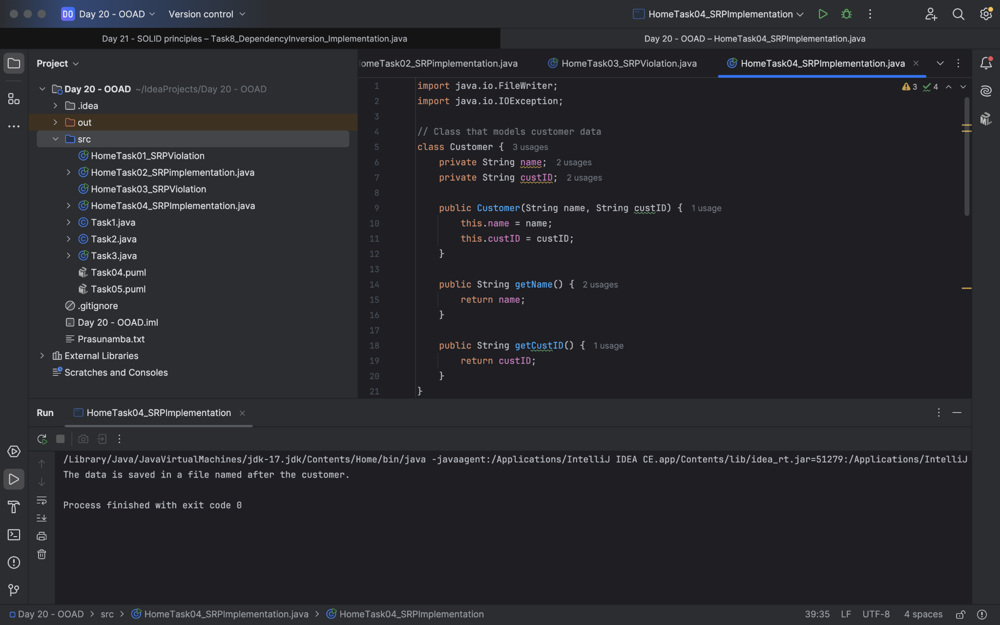 DO Day 20 - OOAD Version control HomeTask04_SRPImplementation
Day 21 - SOLID principles – Task8_DependencyInversion_Implementation.java Day 20 - OOAD – HomeTask04_SRPImplementation.java
Project
Day 20 - OOAD ~/IdeaProjects/Day 20 - OOAD
.idea
out
src
HomeTask01_SRPViolation
HomeTask02_SRPimplementation.java
HomeTask03_SRPViolation
HomeTask04_SRPImplementation.java
Task1.java
Task2.java
Task3.java
Task04.puml
Task05.puml
.gitignore
Day 20 - OOAD.iml
Prasunamba.txt
External Libraries
Scratches and Consoles
omeTask02_SRPimplementation.java HomeTask03_SRPViolation.java HomeTask04_SRPImplementation.java
3 4
1 import java.io.FileWriter;
2 import java.io.IOException;
3
4 // Class that models customer data
5 class Customer { 3 usages
6 private String name; 2 usages
7 private String custID; 2 usages
8
9 public Customer(String name, String custID) { 1 usage
10 this.name = name;
11 this.custID = custID;
12 }
13
14 public String getName() { 2 usages
15 return name;
16 }
17
18 public String getCustID() { 1 usage
19 return custID;
20 }
21 }
Run HomeTask04_SRPImplementation
/Library/Java/JavaVirtualMachines/jdk-17.jdk/Contents/Home/bin/java -javaagent:/Applications/IntelliJ IDEA CE.app/Contents/lib/idea_rt.jar=51279:/Applications/IntelliJ
The data is saved in a file named after the customer.
Process finished with exit code 0
Day 20 - OOAD > src > HomeTask04_SRPImplementation.java > HomeTask04_SRPImplementation 39:35 LF UTF-8 4 spaces